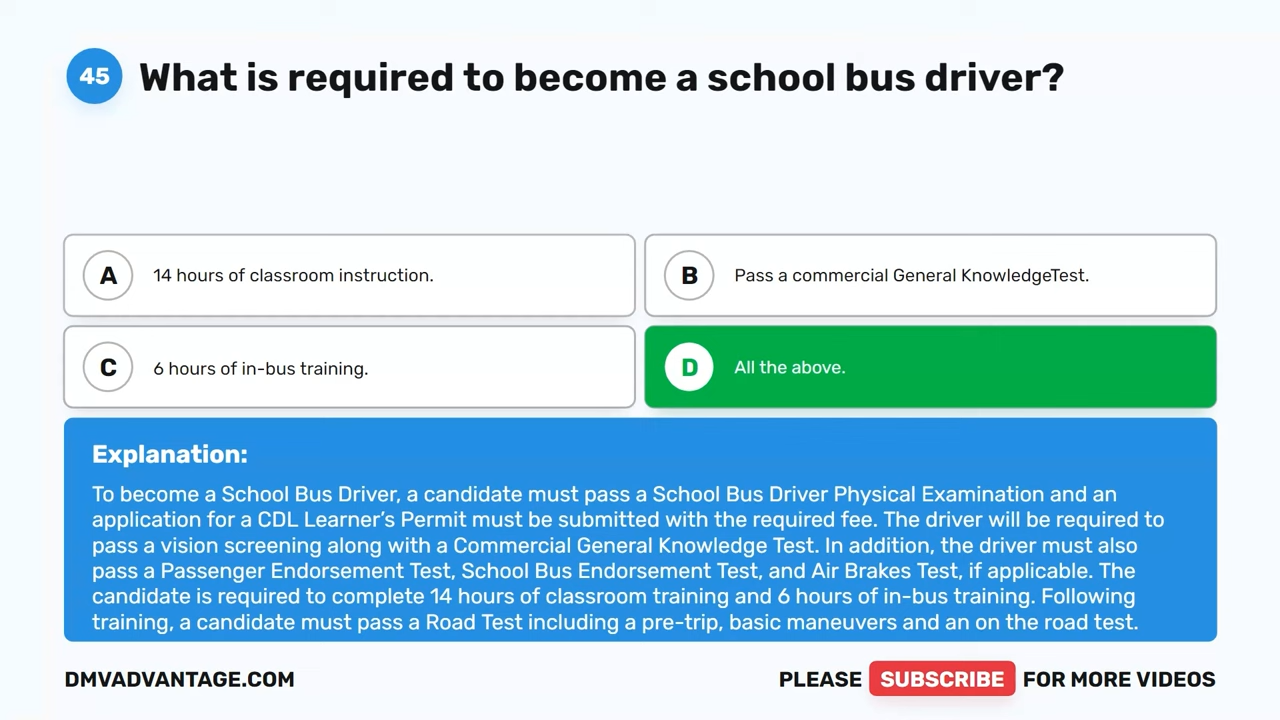 45 What is required to become a school bus driver?
A 14 hours of classroom instruction.
B Pass a commercial General KnowledgeTest.
C 6 hours of in-bus training.
D All the above.
Explanation:
To become a School Bus Driver, a candidate must pass a School Bus Driver Physical Examination and an
application for a CDL Learner's Permit must be submitted with the required fee. The driver will be required to
pass a vision screening along with a Commercial General Knowledge Test. In addition, the driver must also
pass a Passenger Endorsement Test, School Bus Endorsement Test, and Air Brakes Test, if applicable. The
candidate is required to complete 14 hours of classroom training and 6 hours of in-bus training. Following
training, a candidate must pass a Road Test including a pre-trip, basic maneuvers and an on the road test.
DMVADVANTAGE.COM
PLEASE SUBSCRIBE FOR MORE VIDEOS